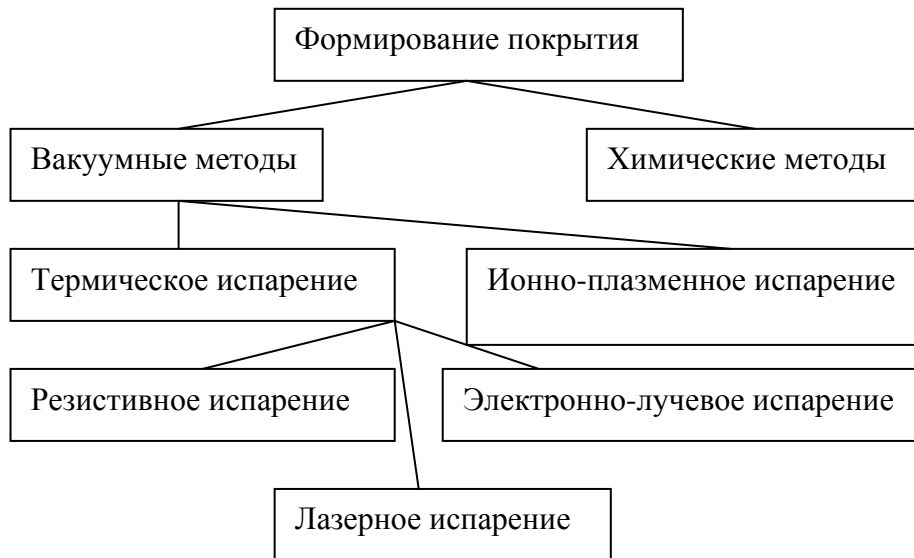 Формирование покрытия
Вакуумные методы
Химические методы
Термическое испарение
Ионно-плазменное испарение
Резистивное испарение
Электронно-лучевое испарение
Лазерное испарение